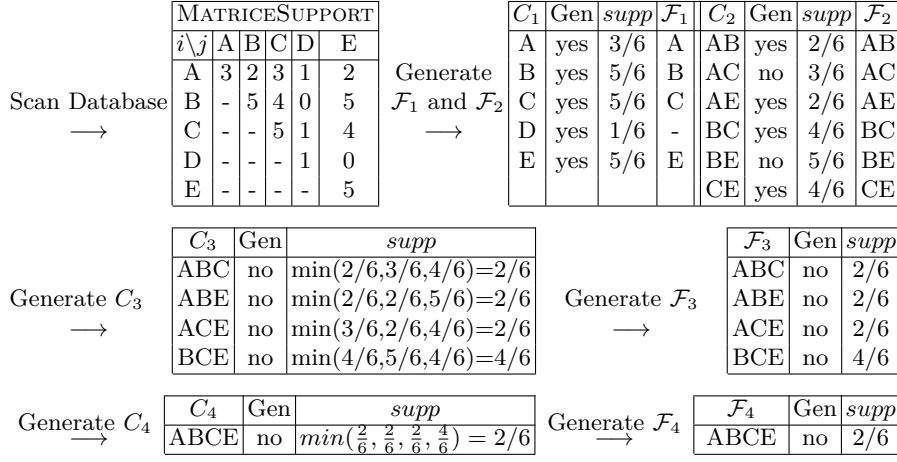 MATRICESUPPORT
i\j A B C D E
A 3 2 3 1 2
B - 5 4 0 5
C - - 5 1 4
D - - - 1 0
E - - - - 5
Scan Database
⟶
Generate
F₁ and F₂
⟶
C₁ Gen supp F₁ C₂ Gen supp F₂
A yes 3/6 A AB yes 2/6 AB
B yes 5/6 B AC no 3/6 AC
C yes 5/6 C AE yes 2/6 AE
D yes 1/6 - BC yes 4/6 BC
E yes 5/6 E BE no 5/6 BE
CE yes 4/6 CE
Generate C₃
⟶
C₃ Gen supp
ABC no min(2/6,3/6,4/6)=2/6
ABE no min(2/6,2/6,5/6)=2/6
ACE no min(3/6,2/6,4/6)=2/6
BCE no min(4/6,5/6,4/6)=4/6
Generate F₃
⟶
F₃ Gen supp
ABC no 2/6
ABE no 2/6
ACE no 2/6
BCE no 4/6
Generate C₄
⟶
C₄ Gen supp
ABCE no min(2/6, 2/6, 2/6, 4/6) = 2/6
Generate F₄
⟶
F₄ Gen supp
ABCE no 2/6